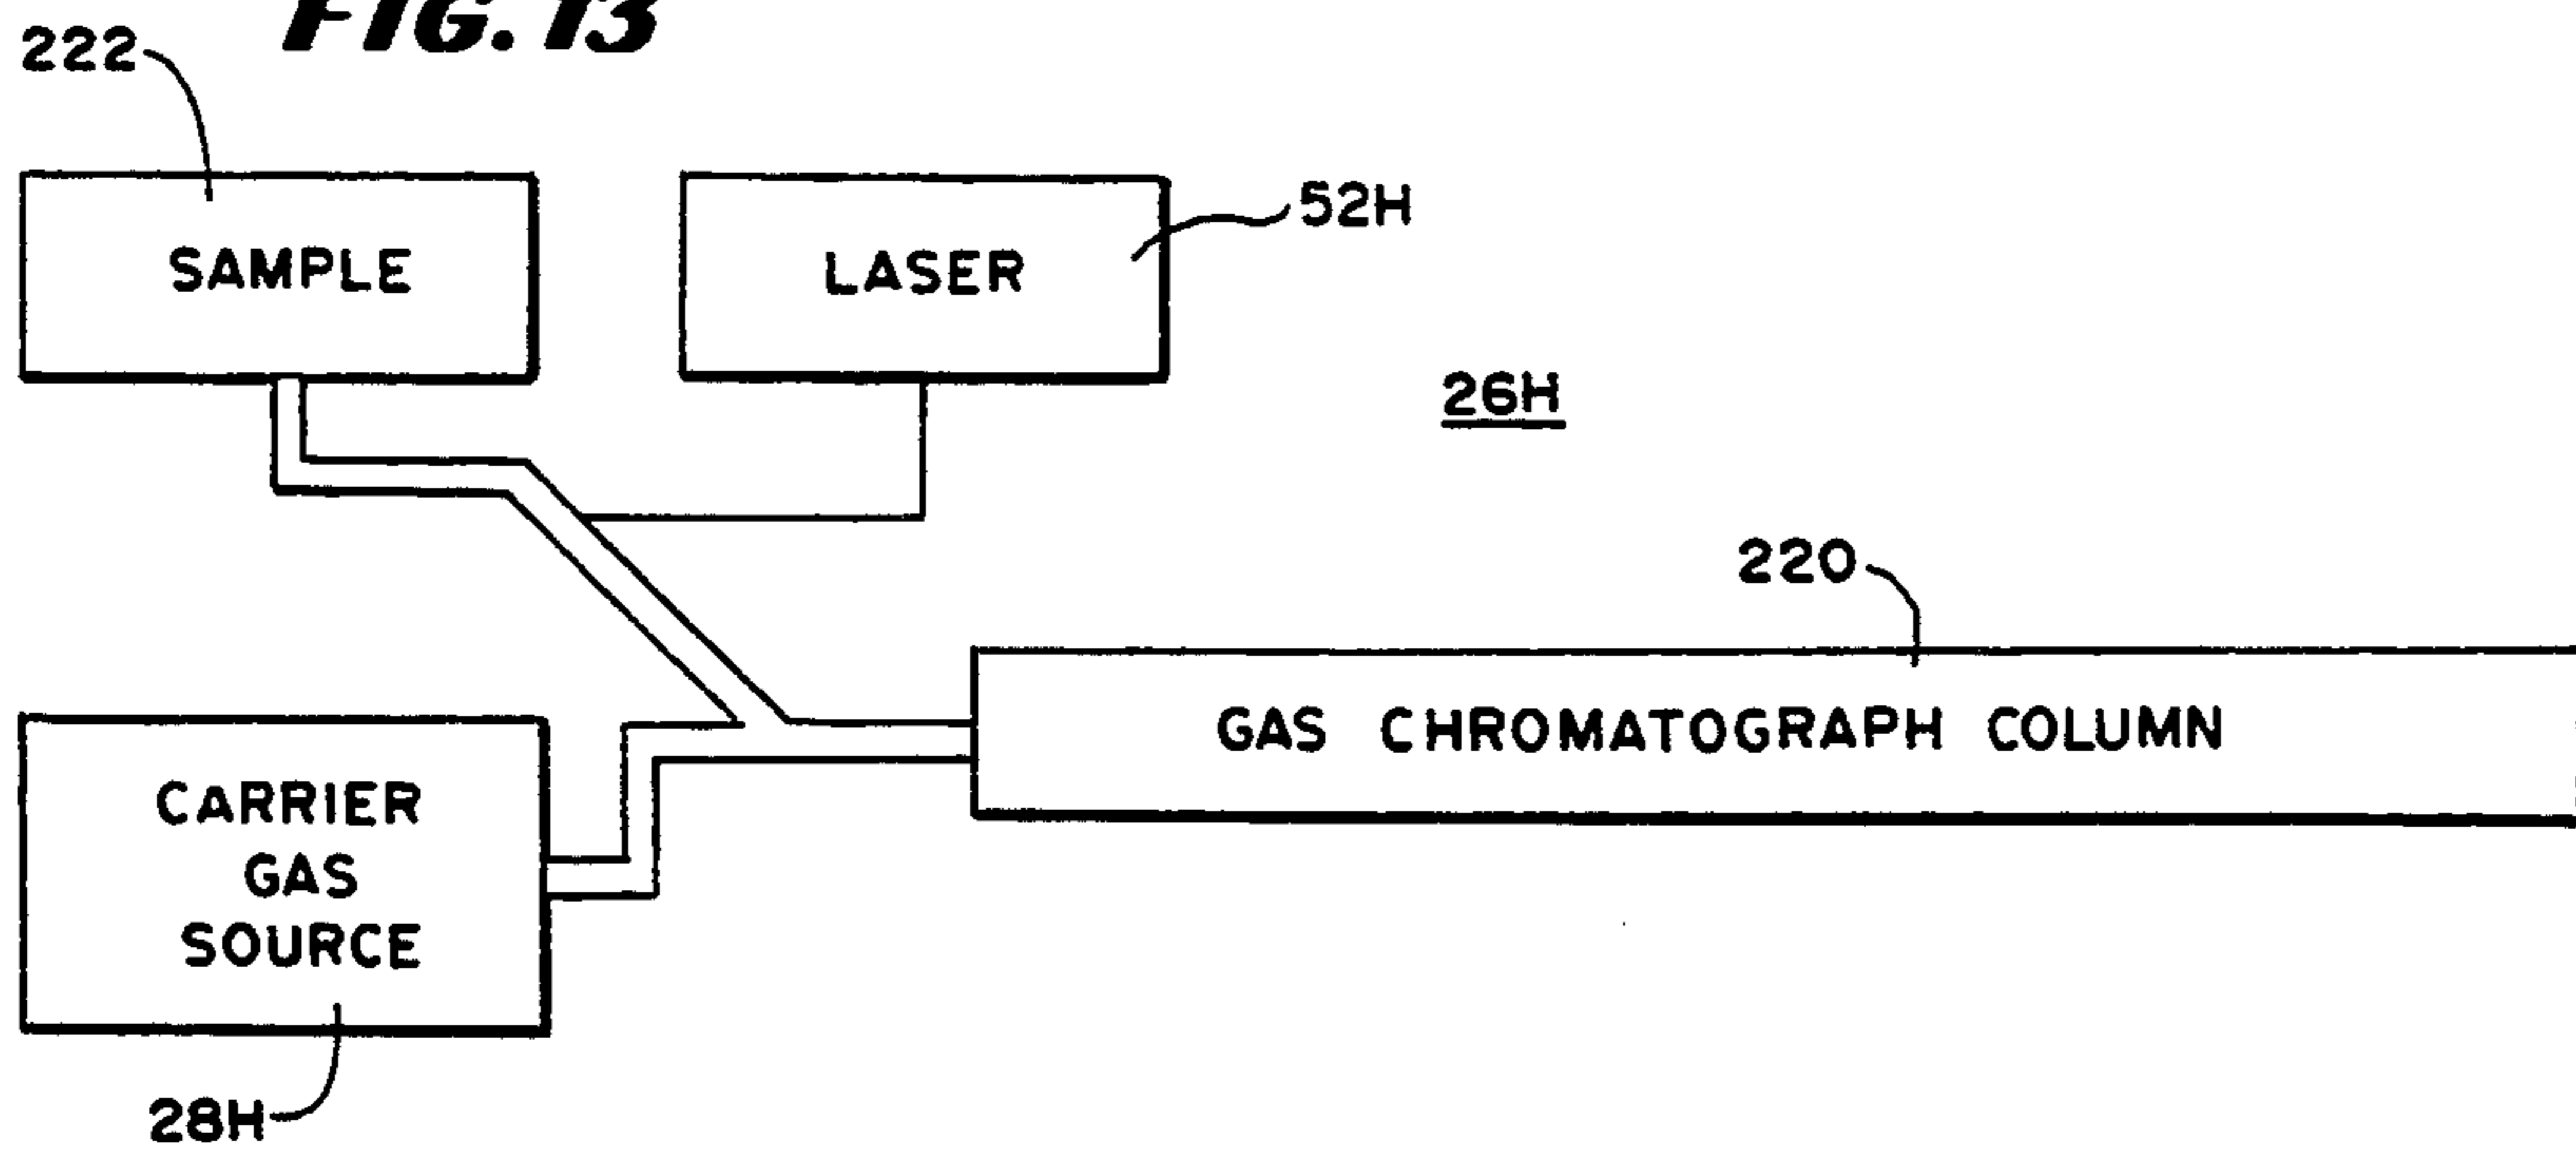 FIG. 13
222
SAMPLE
LASER
52H
26H
220
GAS CHROMATOGRAPH COLUMN
CARRIER
GAS
SOURCE
28H